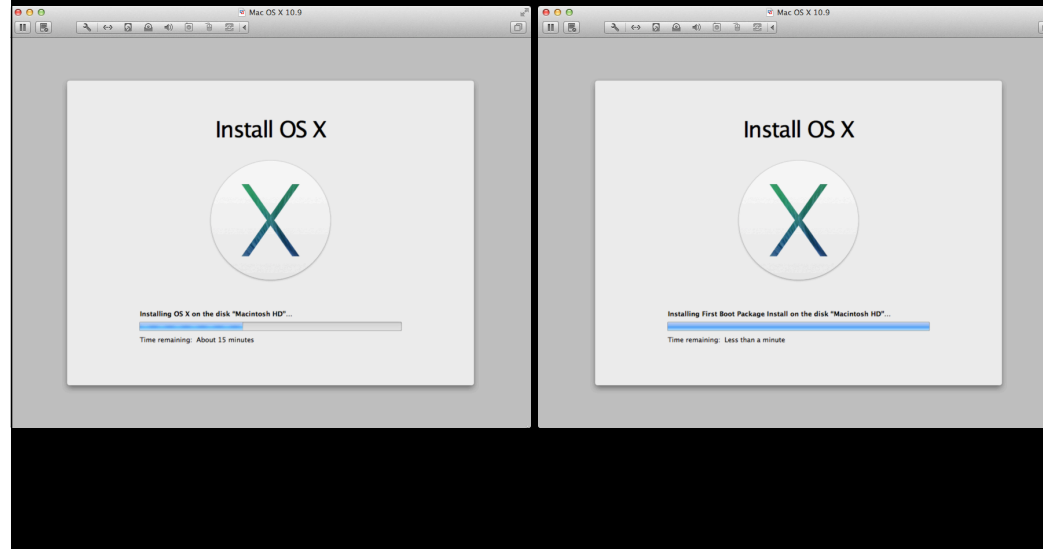 Mac OS X 10.9
Install OS X
Installing OS X on the disk "Macintosh HD"...
Time remaining: About 15 minutes
Mac OS X 10.9
Install OS X
Installing First Boot Package Install on the disk "Macintosh HD"...
Time remaining: Less than a minute